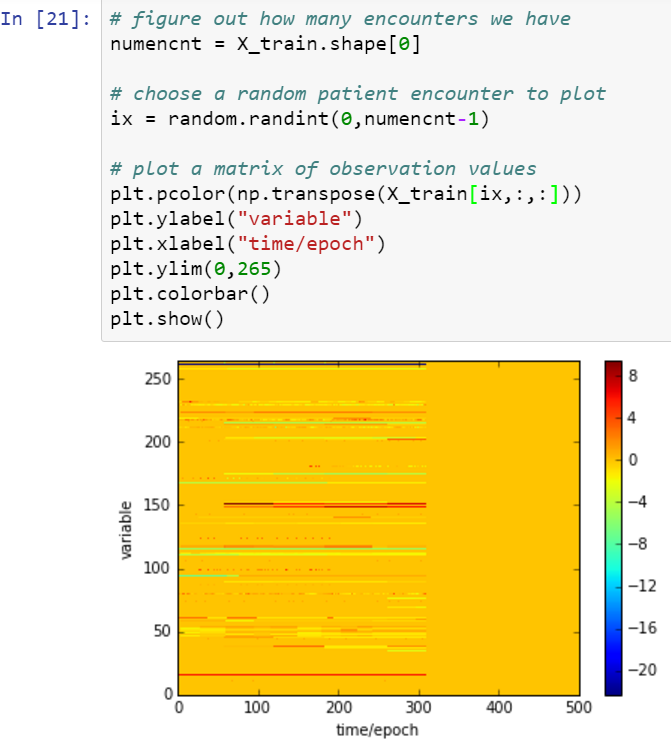 In [21]: # figure out how many encounters we have
numencnt = X_train.shape[0]
# choose a random patient encounter to plot
ix = random.randint(0,numencnt-1)
# plot a matrix of observation values
plt.pcolor(np.transpose(X_train[ix,:,:]))
plt.ylabel("variable")
plt.xlabel("time/epoch")
plt.ylim(0,265)
plt.colorbar()
plt.show()
250
200
150
100
50
0
variable
0 100 200 300 400 500
time/epoch
8
4
0
−4
−8
−12
−16
−20